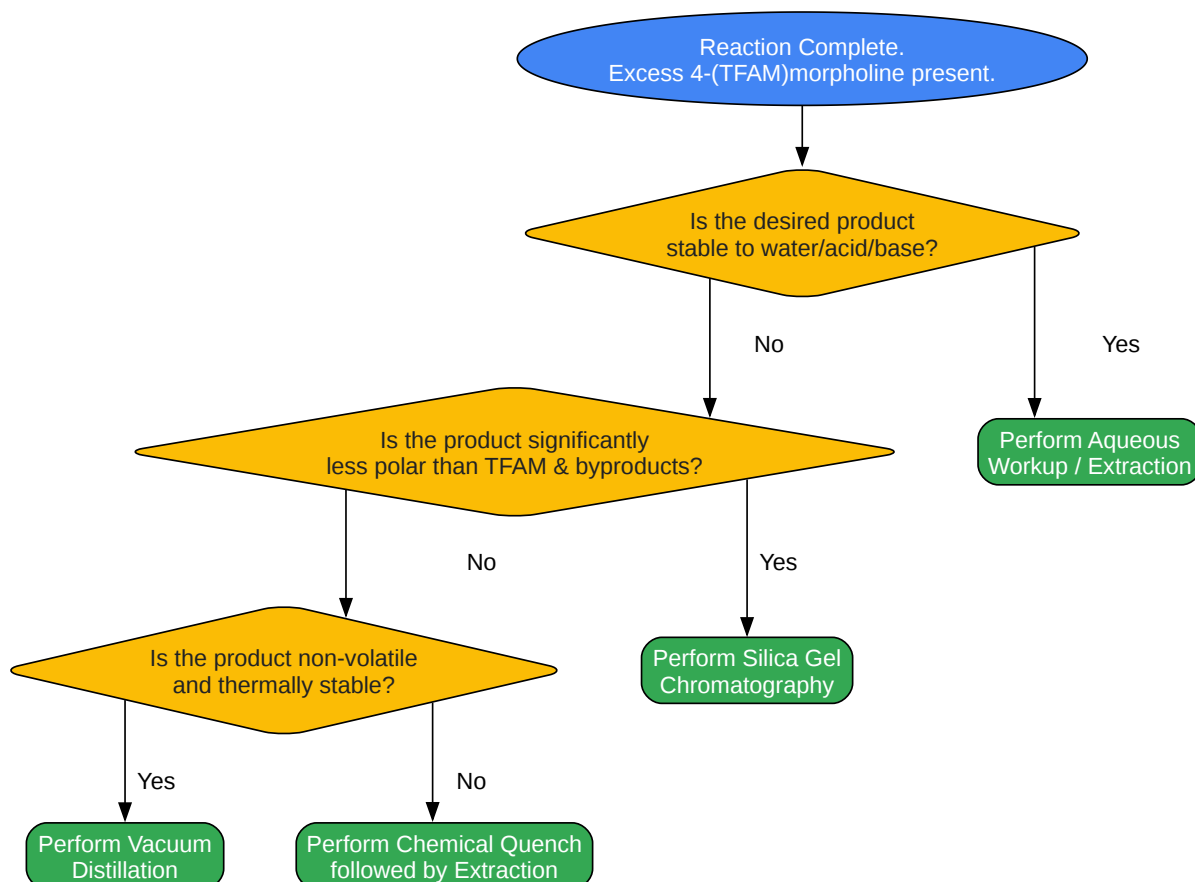 Reaction Complete.
Excess 4-(TFAM)morpholine present.
Is the desired product
stable to water/acid/base?
No
Yes
Is the product significantly
less polar than TFAM & byproducts?
Perform Aqueous
Workup / Extraction
No
Yes
Is the product non-volatile
and thermally stable?
Perform Silica Gel
Chromatography
Yes
No
Perform Vacuum
Distillation
Perform Chemical Quench
followed by Extraction